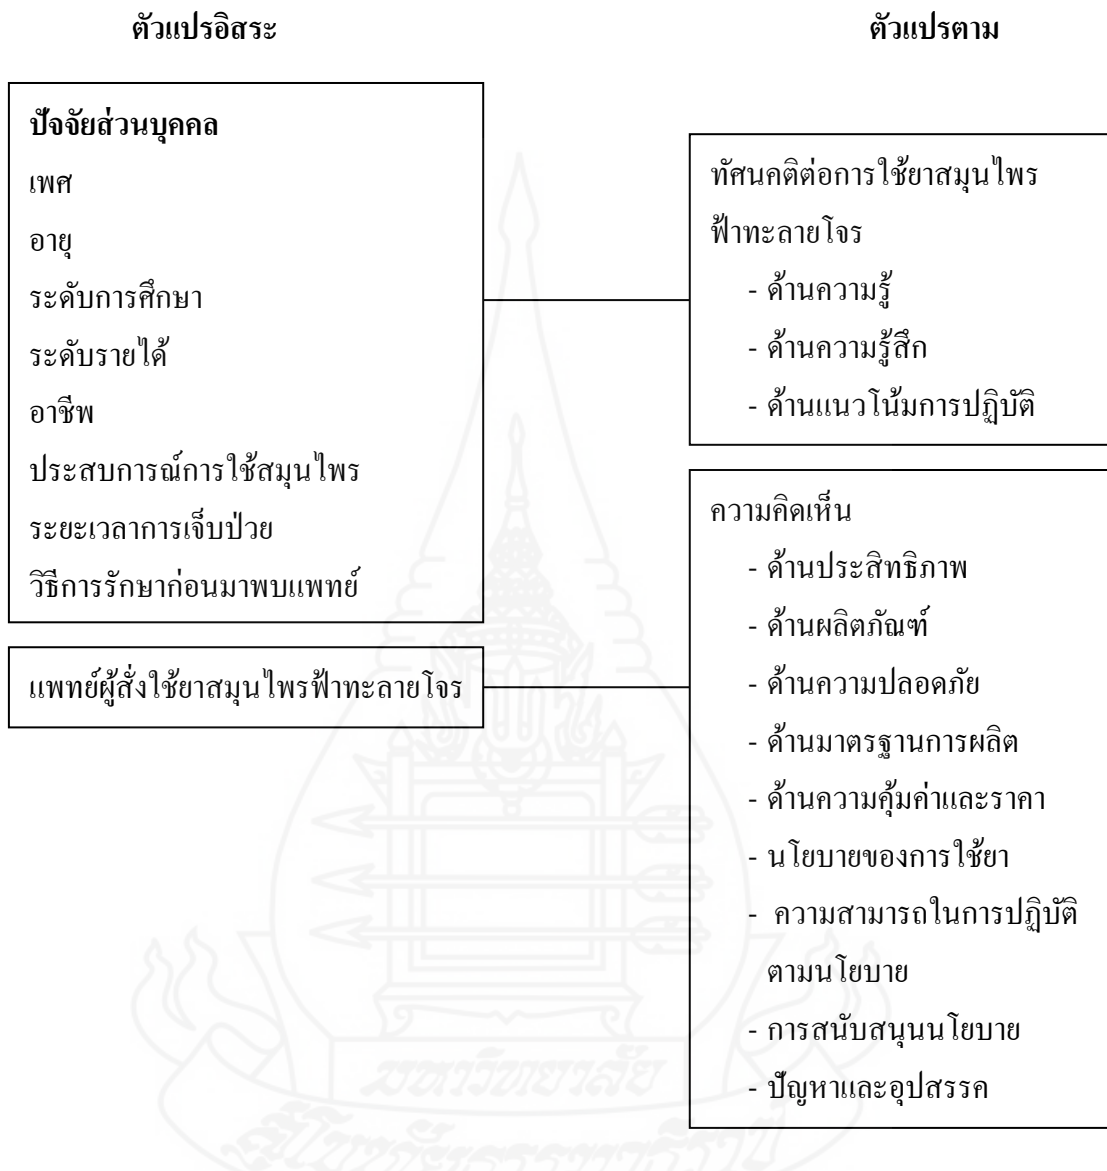 ตัวแปรอิสระ
ตัวแปรตาม
ปัจจัยส่วนบุคคล
เพศ
อายุ
ระดับการศึกษา
ระดับรายได้
อาชีพ
ประสบการณ์การใช้สมุนไพร
ระยะเวลาการเจ็บป่วย
วิธีการรักษาก่อนมาพบแพทย์
แพทย์ผู้สั่งใช้ยาสมุนไพรฟ้าทะลายโจร
ทัศนคติต่อการใช้ยาสมุนไพร
ฟ้าทะลายโจร
- ด้านความรู้
- ด้านความรู้สึก
- ด้านแนวโน้มการปฏิบัติ
ความคิดเห็น
- ด้านประสิทธิภาพ
- ด้านผลิตภัณฑ์
- ด้านความปลอดภัย
- ด้านมาตรฐานการผลิต
- ด้านความคุ้มค่าและราคา
- นโยบายของการใช้ยา
- ความสามารถในการปฏิบัติ
ตามนโยบาย
- การสนับสนุนนโยบาย
- ปัญหาและอุปสรรค
มหาวิทยาลัย